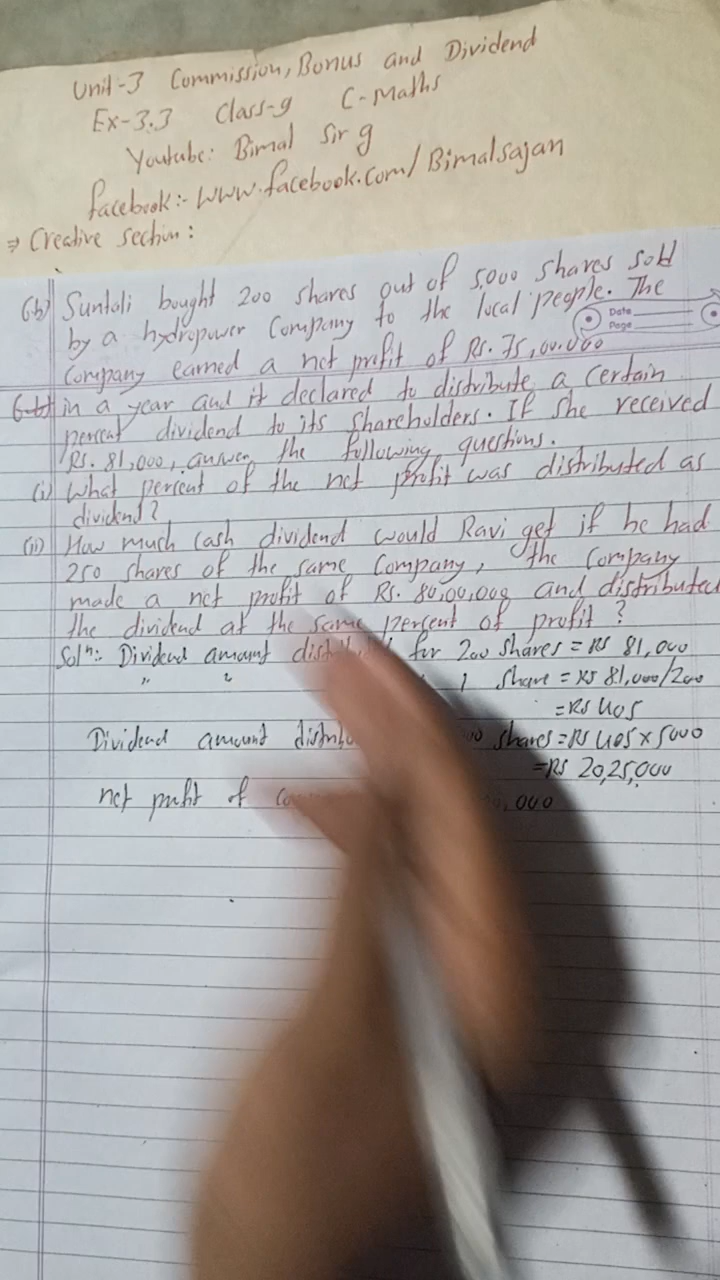 Unit-3 Commission, Bonus and Dividend
Ex-3.3 Class-9 C-Maths
Youtube: Bimal Sir g
facebook:- www.facebook.com/Bimalsajan
⇒ Creative section:
6b) Suntali bought 200 shares out of 5,000 shares sold
by a hydropower Company to the local people. The
Date
Page
Company earned a net profit of Rs. 75,00,000
in a year and it declared to distribute a certain
percent dividend to its shareholders. If she received
Rs. 81,000, answer the following questions.
(i) What percent of the net profit was distributed as
dividend?
(ii) How much cash dividend would Ravi get if he had
250 shares of the same Company, the Company
made a net profit of Rs. 80,00,000 and distributed
the dividend at the same percent of profit?
Solⁿ: Dividend amount for 200 shares = Rs 81,000
" " 1 share = Rs 81,000/200
= Rs 405
Dividend amount shares = Rs 405 × 5000
= Rs 20,25,000
net profit of